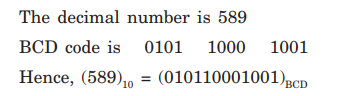 The decimal number is 589
BCD code is 0101 1000 1001
Hence, (589)₁₀ = (010110001001)BCD